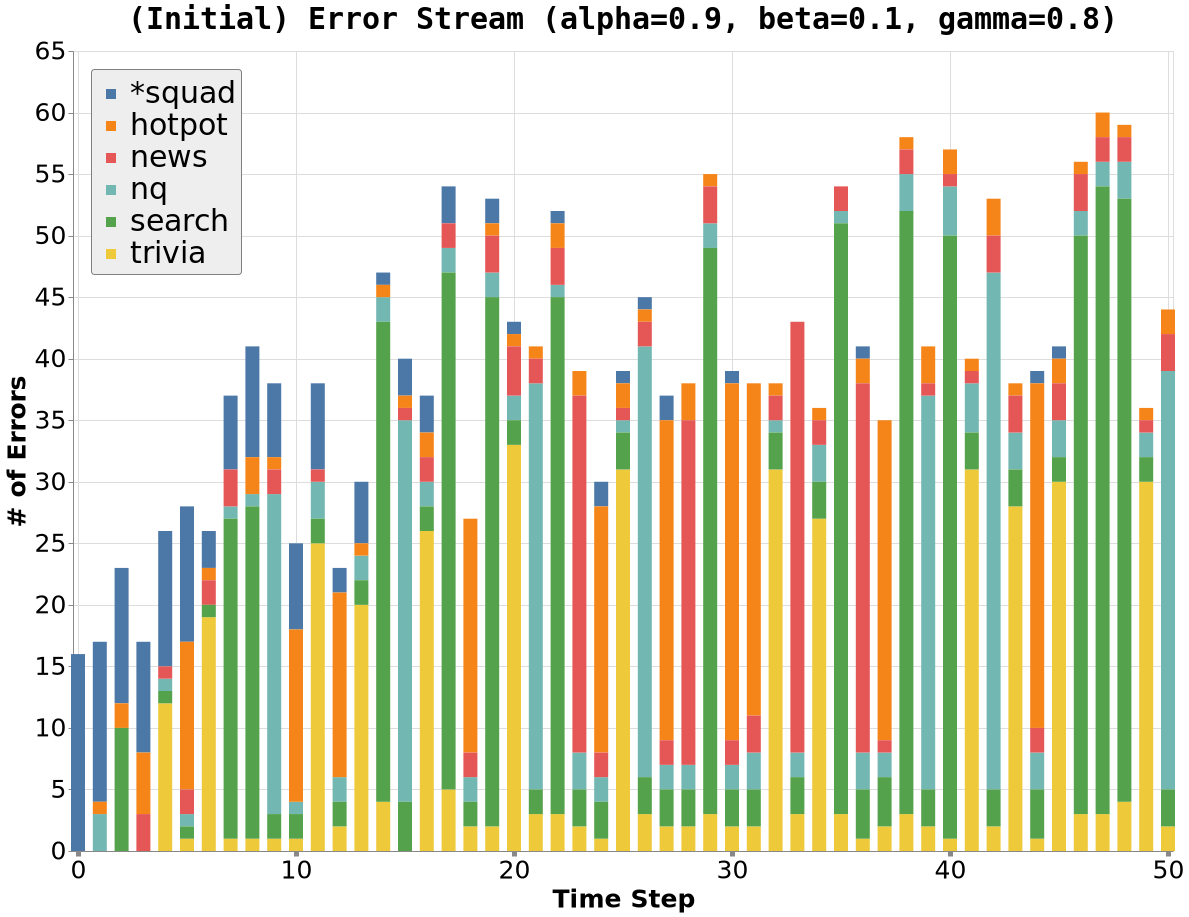 (Initial) Error Stream (alpha=0.9, beta=0.1, gamma=0.8)
65
60
55
50
45
40
35
30
25
20
15
10
5
0
# of Errors
*squad
hotpot
news
nq
search
trivia
0 10 20 30 40 50
Time Step